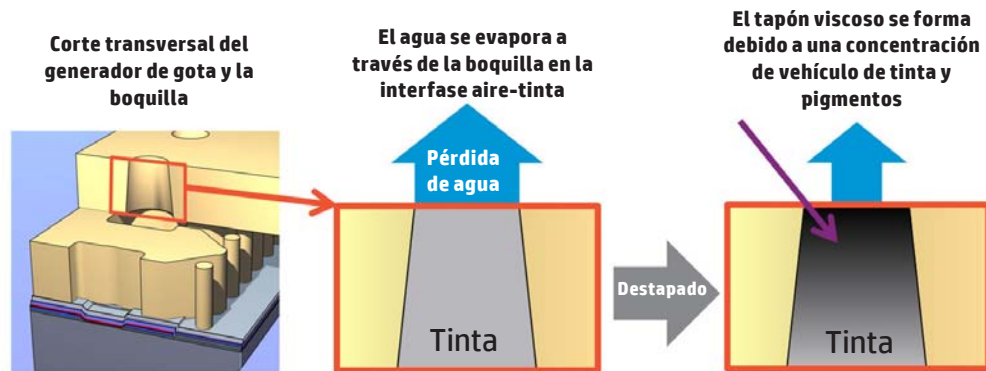 Corte transversal del
generador de gota y la
boquilla
El agua se evapora a
través de la boquilla en la
interfase aire-tinta
El tapón viscoso se forma
debido a una concentración
de vehículo de tinta y
pigmentos
Pérdida
de agua
Tinta
Destapado
Tinta